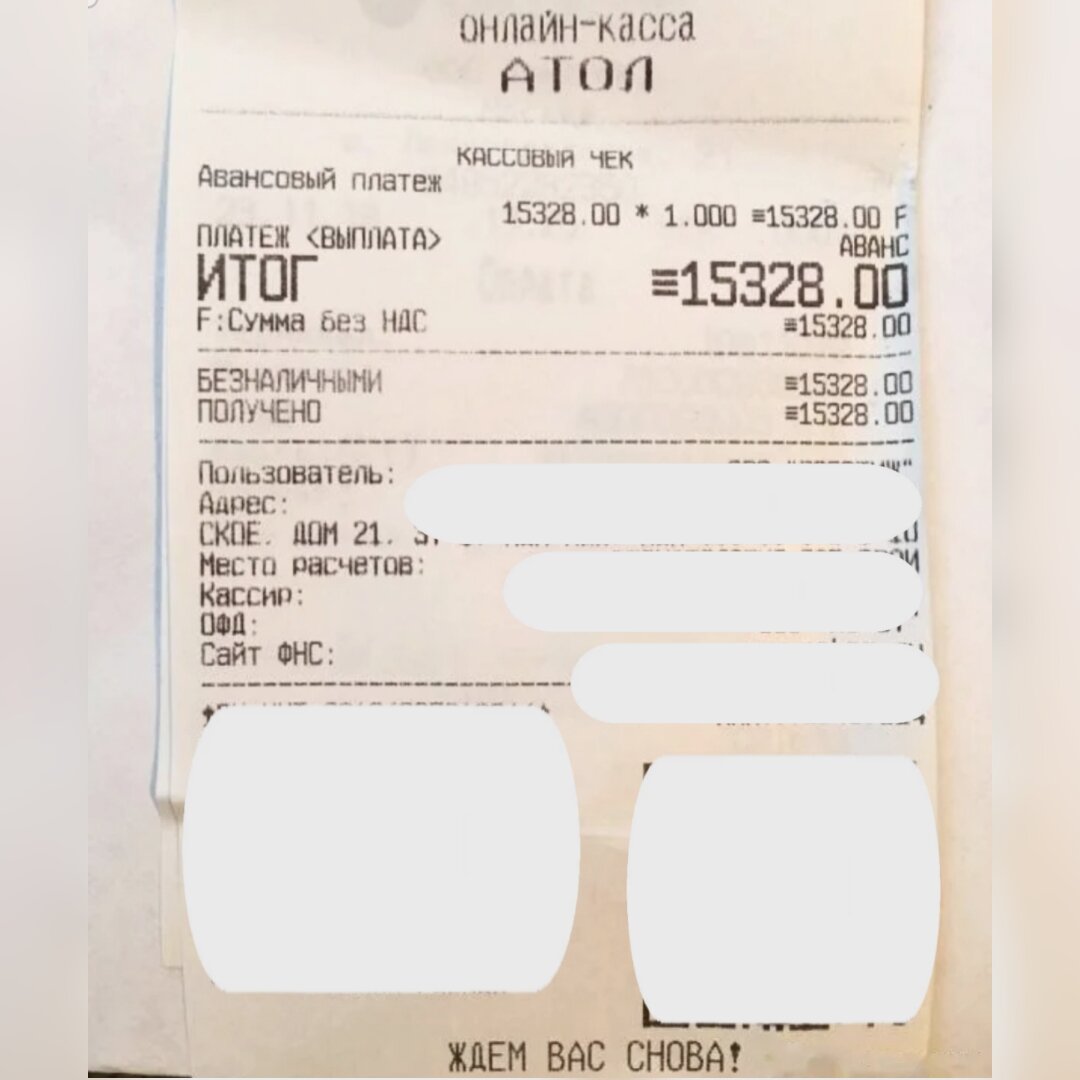 онлайн-касса
АТОЛ
КАССОВЫЙ ЧЕК
Авансовый платеж
15328.00 * 1.000 ≡15328.00 F
ПЛАТЕЖ <ВЫПЛАТА> АВАНС
ИТОГ ≡15328.00
F:Сумма без НДС ≡15328.00
БЕЗНАЛИЧНЫМИ ≡15328.00
ПОЛУЧЕНО ≡15328.00
Пользователь:
Адрес:
СКОЕ. ДОМ 21.
Место расчетов:
Кассир:
ОФД:
Сайт ФНС:
ЖДЕМ ВАС СНОВА!